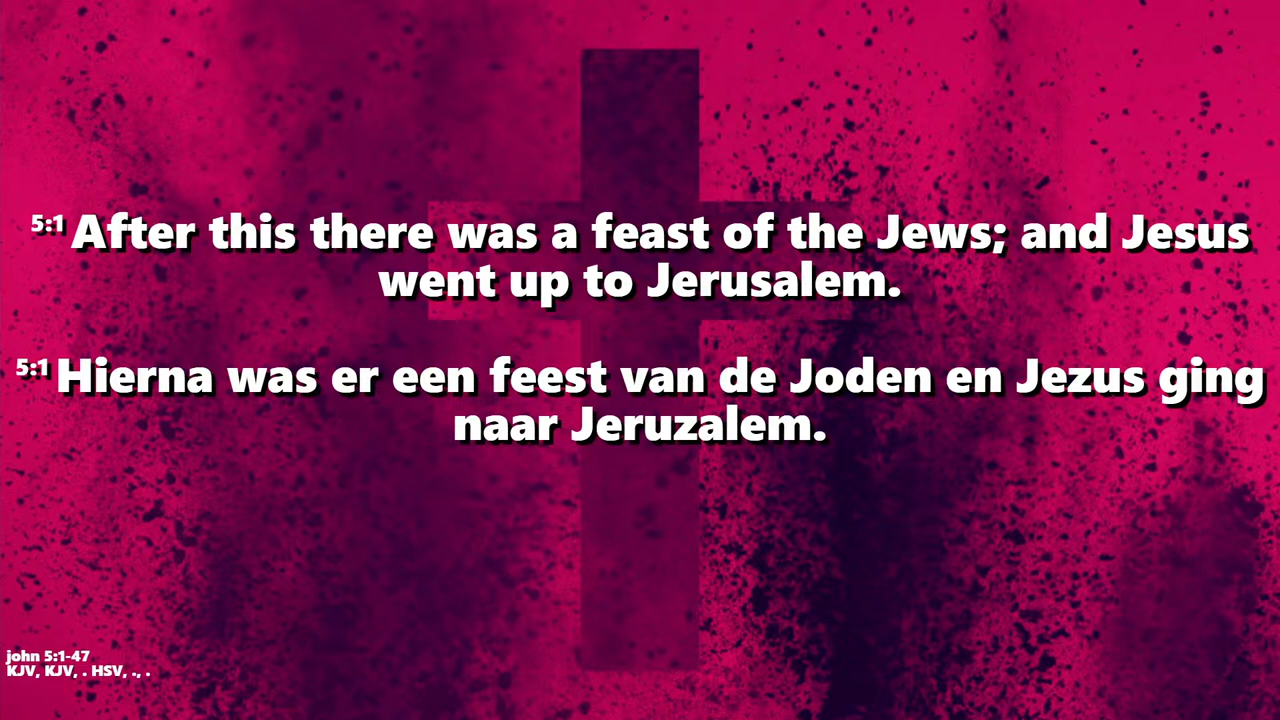 5:1 After this there was a feast of the Jews; and Jesus
went up to Jerusalem.
5:1 Hierna was er een feest van de Joden en Jezus ging
naar Jeruzalem.
john 5:1-47
KJV, KJV, . HSV, ., .